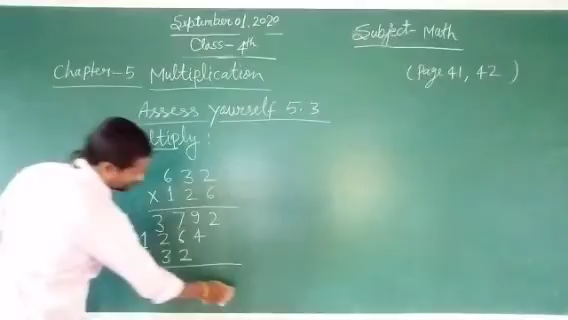 September 01, 2020
Subject- Math
Class- 4th
Chapter-5 Multiplication
(Page 41, 42 )
Assess yourself 5.3
ltiply :
6 3 2
x 1 2 6
3 7 9 2
1 2 6 4
3 2